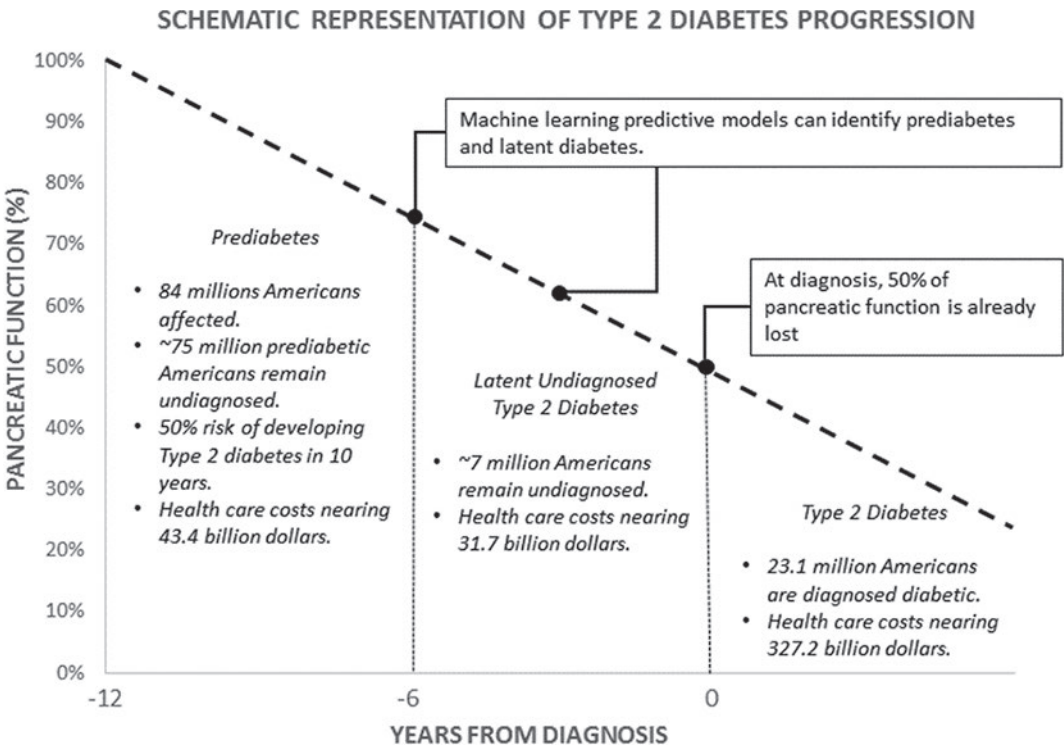 SCHEMATIC REPRESENTATION OF TYPE 2 DIABETES PROGRESSION
PANCREATIC FUNCTION (%)
100%
90%
80%
70%
60%
50%
40%
30%
20%
10%
0%
Machine learning predictive models can identify prediabetes
and latent diabetes.
At diagnosis, 50% of
pancreatic function is already
lost
Prediabetes
• 84 millions Americans
affected.
• ~75 million prediabetic
Americans remain
undiagnosed.
• 50% risk of developing
Type 2 diabetes in 10
years.
• Health care costs nearing
43.4 billion dollars.
Latent Undiagnosed
Type 2 Diabetes
• ~7 million Americans
remain undiagnosed.
• Health care costs nearing
31.7 billion dollars.
Type 2 Diabetes
• 23.1 million Americans
are diagnosed diabetic.
• Health care costs nearing
327.2 billion dollars.
-12
-6
0
YEARS FROM DIAGNOSIS